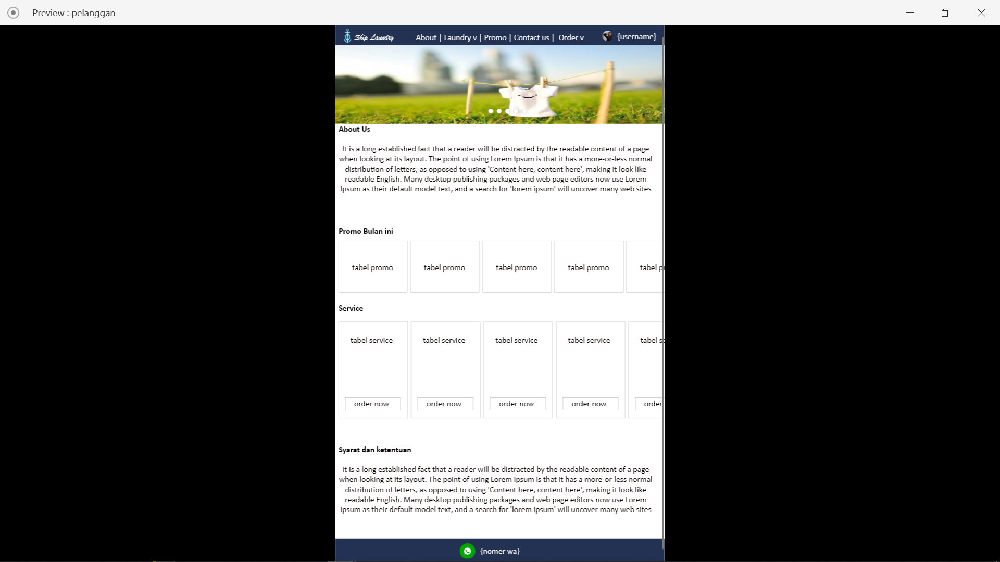 Preview : pelanggan
Ship Laundry About | Laundry v | Promo | Contact us | Order v {username}
About Us
It is a long established fact that a reader will be distracted by the readable content of a page
when looking at its layout. The point of using Lorem Ipsum is that it has a more-or-less normal
distribution of letters, as opposed to using 'Content here, content here', making it look like
readable English. Many desktop publishing packages and web page editors now use Lorem
Ipsum as their default model text, and a search for 'lorem ipsum' will uncover many web sites
Promo Bulan ini
tabel promo tabel promo tabel promo tabel promo tabel
Service
tabel service tabel service tabel service tabel service tabel
order now order now order now order now order
Syarat dan ketentuan
It is a long established fact that a reader will be distracted by the readable content of a page
when looking at its layout. The point of using Lorem Ipsum is that it has a more-or-less normal
distribution of letters, as opposed to using 'Content here, content here', making it look like
readable English. Many desktop publishing packages and web page editors now use Lorem
Ipsum as their default model text, and a search for 'lorem ipsum' will uncover many web sites
{nomer wa}